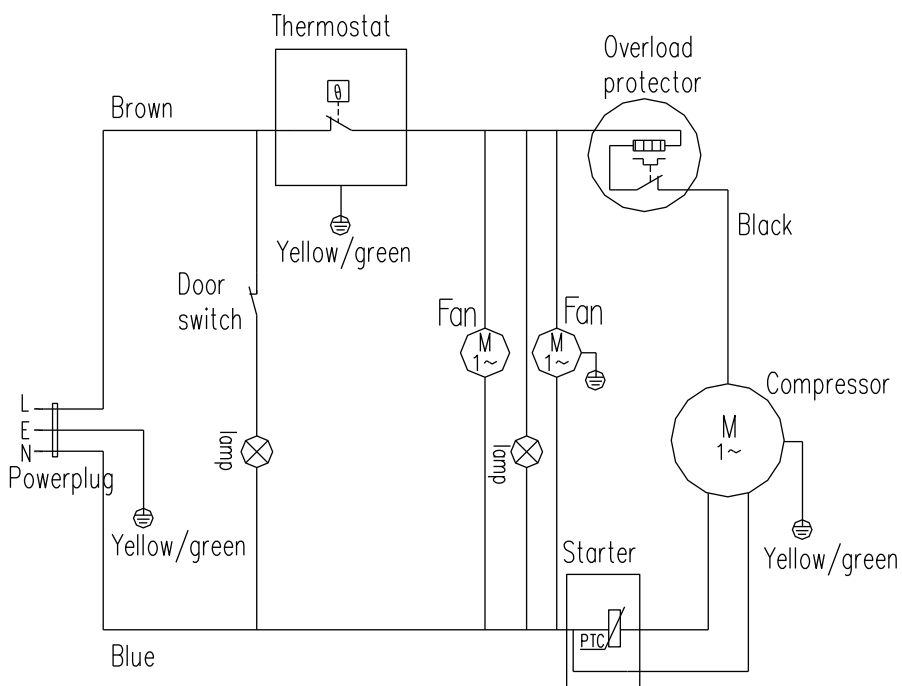 Thermostat
Overload
protector
θ
Brown
Black
Yellow/green
Door
switch
Fan
Fan
M
1~
M
1~
Compressor
M
1~
L
E
N
Powerplug
lamp
lamp
Yellow/green
Starter
Yellow/green
PTC
Blue